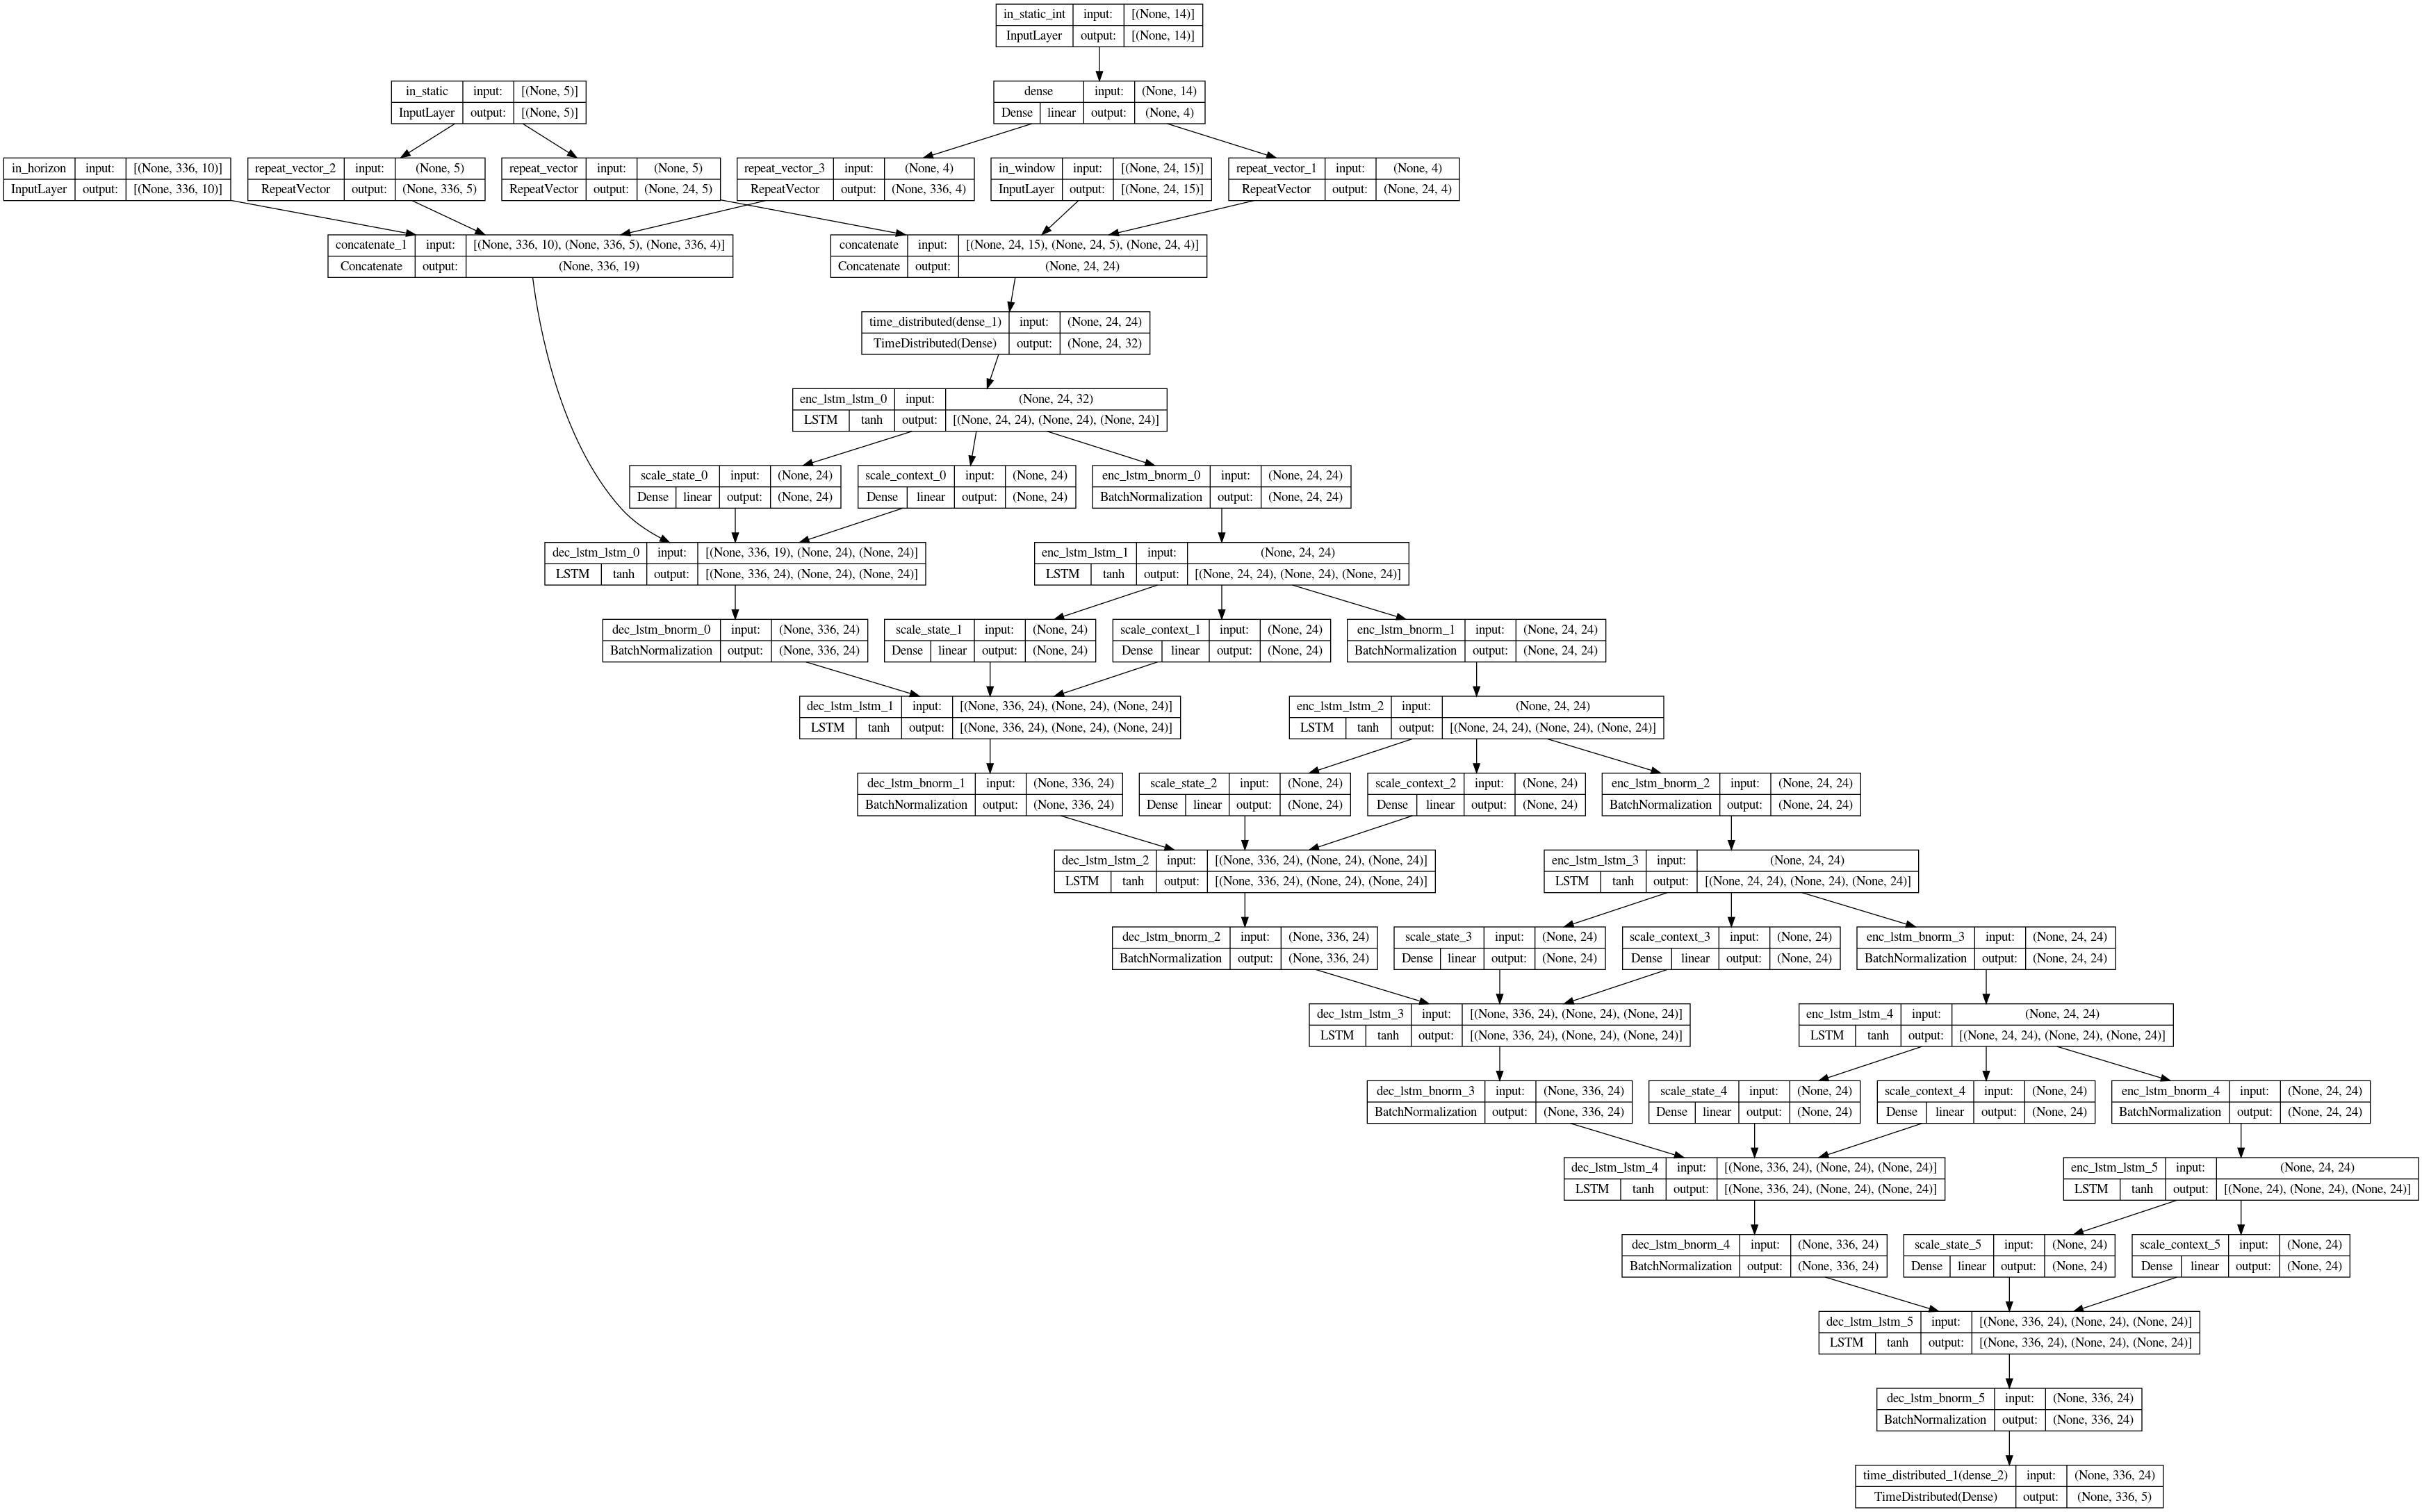 in_static_int input: [(None, 14)]
InputLayer output: [(None, 14)]
in_static input: [(None, 5)]
InputLayer output: [(None, 5)]
dense input: (None, 14)
Dense linear output: (None, 4)
in_horizon input: [(None, 336, 10)]
InputLayer output: [(None, 336, 10)]
repeat_vector_2 input: (None, 5)
RepeatVector output: (None, 336, 5)
repeat_vector input: (None, 5)
RepeatVector output: (None, 24, 5)
repeat_vector_3 input: (None, 4)
RepeatVector output: (None, 336, 4)
in_window input: [(None, 24, 15)]
InputLayer output: [(None, 24, 15)]
repeat_vector_1 input: (None, 4)
RepeatVector output: (None, 24, 4)
concatenate_1 input: [(None, 336, 10), (None, 336, 5), (None, 336, 4)]
Concatenate output: (None, 336, 19)
concatenate input: [(None, 24, 15), (None, 24, 5), (None, 24, 4)]
Concatenate output: (None, 24, 24)
time_distributed(dense_1) input: (None, 24, 24)
TimeDistributed(Dense) output: (None, 24, 32)
enc_lstm_lstm_0 input: (None, 24, 32)
LSTM tanh output: [(None, 24, 24), (None, 24), (None, 24)]
scale_state_0 input: (None, 24)
Dense linear output: (None, 24)
scale_context_0 input: (None, 24)
Dense linear output: (None, 24)
enc_lstm_bnorm_0 input: (None, 24, 24)
BatchNormalization output: (None, 24, 24)
dec_lstm_lstm_0 input: [(None, 336, 19), (None, 24), (None, 24)]
LSTM tanh output: [(None, 336, 24), (None, 24), (None, 24)]
enc_lstm_lstm_1 input: (None, 24, 24)
LSTM tanh output: [(None, 24, 24), (None, 24), (None, 24)]
dec_lstm_bnorm_0 input: (None, 336, 24)
BatchNormalization output: (None, 336, 24)
scale_state_1 input: (None, 24)
Dense linear output: (None, 24)
scale_context_1 input: (None, 24)
Dense linear output: (None, 24)
enc_lstm_bnorm_1 input: (None, 24, 24)
BatchNormalization output: (None, 24, 24)
dec_lstm_lstm_1 input: [(None, 336, 24), (None, 24), (None, 24)]
LSTM tanh output: [(None, 336, 24), (None, 24), (None, 24)]
enc_lstm_lstm_2 input: (None, 24, 24)
LSTM tanh output: [(None, 24, 24), (None, 24), (None, 24)]
dec_lstm_bnorm_1 input: (None, 336, 24)
BatchNormalization output: (None, 336, 24)
scale_state_2 input: (None, 24)
Dense linear output: (None, 24)
scale_context_2 input: (None, 24)
Dense linear output: (None, 24)
enc_lstm_bnorm_2 input: (None, 24, 24)
BatchNormalization output: (None, 24, 24)
dec_lstm_lstm_2 input: [(None, 336, 24), (None, 24), (None, 24)]
LSTM tanh output: [(None, 336, 24), (None, 24), (None, 24)]
enc_lstm_lstm_3 input: (None, 24, 24)
LSTM tanh output: [(None, 24, 24), (None, 24), (None, 24)]
dec_lstm_bnorm_2 input: (None, 336, 24)
BatchNormalization output: (None, 336, 24)
scale_state_3 input: (None, 24)
Dense linear output: (None, 24)
scale_context_3 input: (None, 24)
Dense linear output: (None, 24)
enc_lstm_bnorm_3 input: (None, 24, 24)
BatchNormalization output: (None, 24, 24)
dec_lstm_lstm_3 input: [(None, 336, 24), (None, 24), (None, 24)]
LSTM tanh output: [(None, 336, 24), (None, 24), (None, 24)]
enc_lstm_lstm_4 input: (None, 24, 24)
LSTM tanh output: [(None, 24, 24), (None, 24), (None, 24)]
dec_lstm_bnorm_3 input: (None, 336, 24)
BatchNormalization output: (None, 336, 24)
scale_state_4 input: (None, 24)
Dense linear output: (None, 24)
scale_context_4 input: (None, 24)
Dense linear output: (None, 24)
enc_lstm_bnorm_4 input: (None, 24, 24)
BatchNormalization output: (None, 24, 24)
dec_lstm_lstm_4 input: [(None, 336, 24), (None, 24), (None, 24)]
LSTM tanh output: [(None, 336, 24), (None, 24), (None, 24)]
enc_lstm_lstm_5 input: (None, 24, 24)
LSTM tanh output: [(None, 24), (None, 24), (None, 24)]
dec_lstm_bnorm_4 input: (None, 336, 24)
BatchNormalization output: (None, 336, 24)
scale_state_5 input: (None, 24)
Dense linear output: (None, 24)
scale_context_5 input: (None, 24)
Dense linear output: (None, 24)
dec_lstm_lstm_5 input: [(None, 336, 24), (None, 24), (None, 24)]
LSTM tanh output: [(None, 336, 24), (None, 24), (None, 24)]
dec_lstm_bnorm_5 input: (None, 336, 24)
BatchNormalization output: (None, 336, 24)
time_distributed_1(dense_2) input: (None, 336, 24)
TimeDistributed(Dense) output: (None, 336, 5)